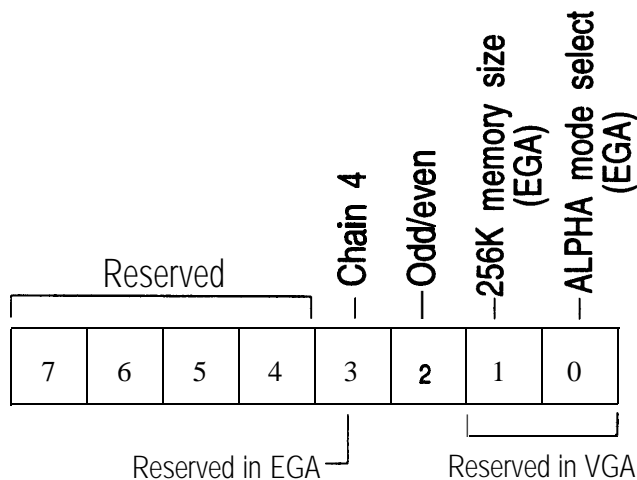 256K memory size
(EGA)
ALPHA mode select
(EGA)
Chain 4
Odd/even
Reserved
7 6 5 4 3 2 1 0
Reserved in EGA
Reserved in VGA